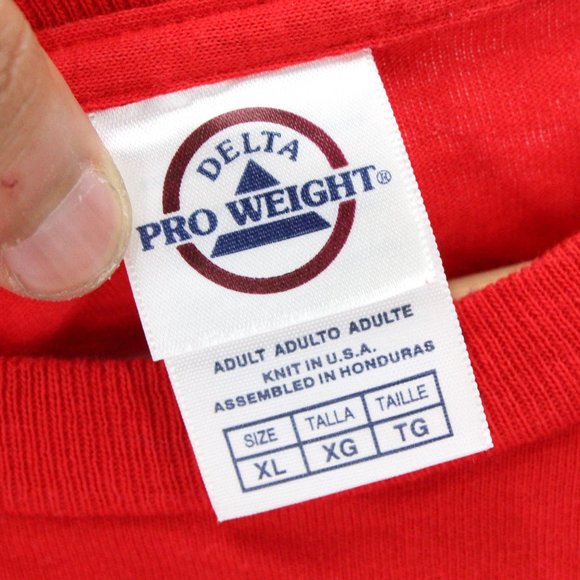 DELTA
PRO WEIGHT®
ADULT ADULTO ADULTE
KNIT IN U.S.A.
ASSEMBLED IN HONDURAS
SIZE TALLA TAILLE
XL XG TG